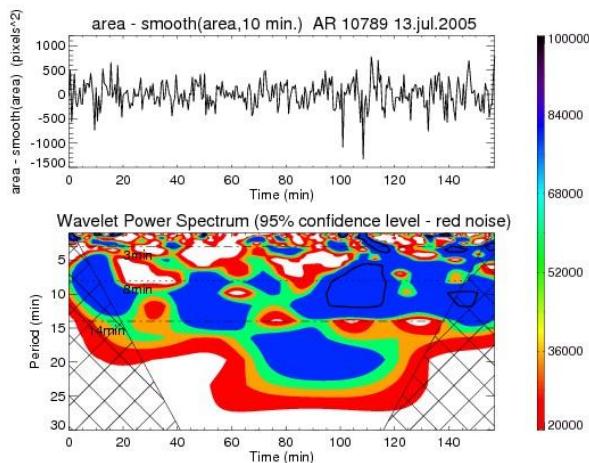 area - smooth(area,10 min.) AR 10789 13.jul.2005
area - smooth(area) (pixels^2)
1000
500
0
-500
-1000
-1500
0 20 40 60 80 100 120 140
Time (min)
Wavelet Power Spectrum (95% confidence level - red noise)
Period (min)
5
10
15
20
25
30
3min
8min
14min
0 20 40 60 80 100 120 140
Time (min)
100000
84000
68000
52000
36000
20000